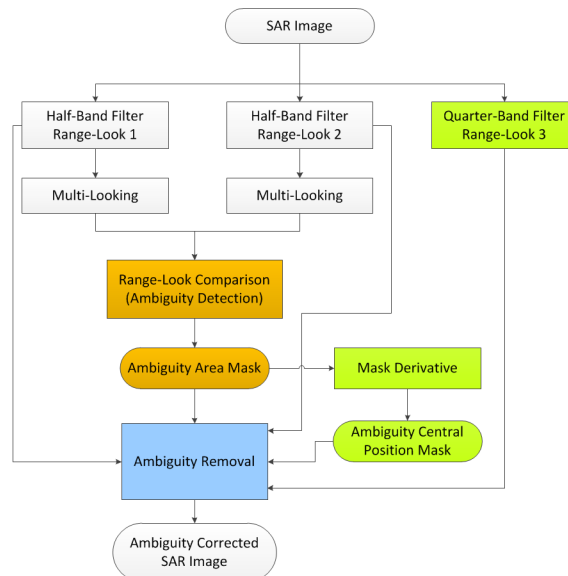 SAR Image
Half-Band Filter
Range-Look 1
Half-Band Filter
Range-Look 2
Quarter-Band Filter
Range-Look 3
Multi-Looking
Multi-Looking
Range-Look Comparison
(Ambiguity Detection)
Ambiguity Area Mask
Mask Derivative
Ambiguity Removal
Ambiguity Central
Position Mask
Ambiguity Corrected
SAR Image